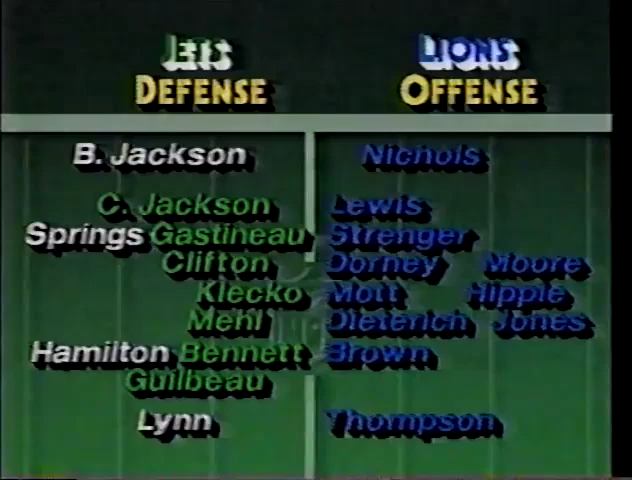 JETS LIONS
DEFENSE OFFENSE
B. Jackson Nichols
C. Jackson Lewis
Springs Gastineau Strenger
Clifton Dorney Moore
Klecko Mott Hipple
Mehl Dieterich Jones
Hamilton Bennett Brown
Guilbeau
Lynn Thompson